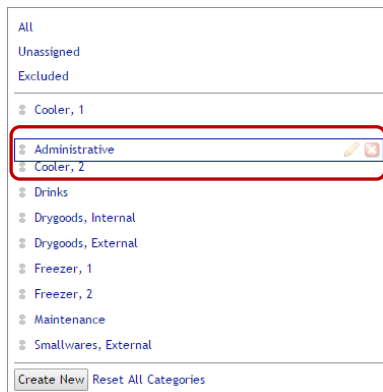 All
Unassigned
Excluded
Cooler, 1
Administrative
Cooler, 2
Drinks
Drygoods, Internal
Drygoods, External
Freezer, 1
Freezer, 2
Maintenance
Smallwares, External
Create New Reset All Categories